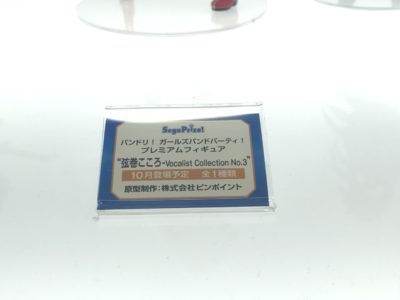 SegaPrize!
バンドリ！ ガールズバンドパーティ！
プレミアムフィギュア
“弦巻こころ-Vocalist Collection No.3”
10月登場予定 全1種類
原型制作：株式会社ピンポイント